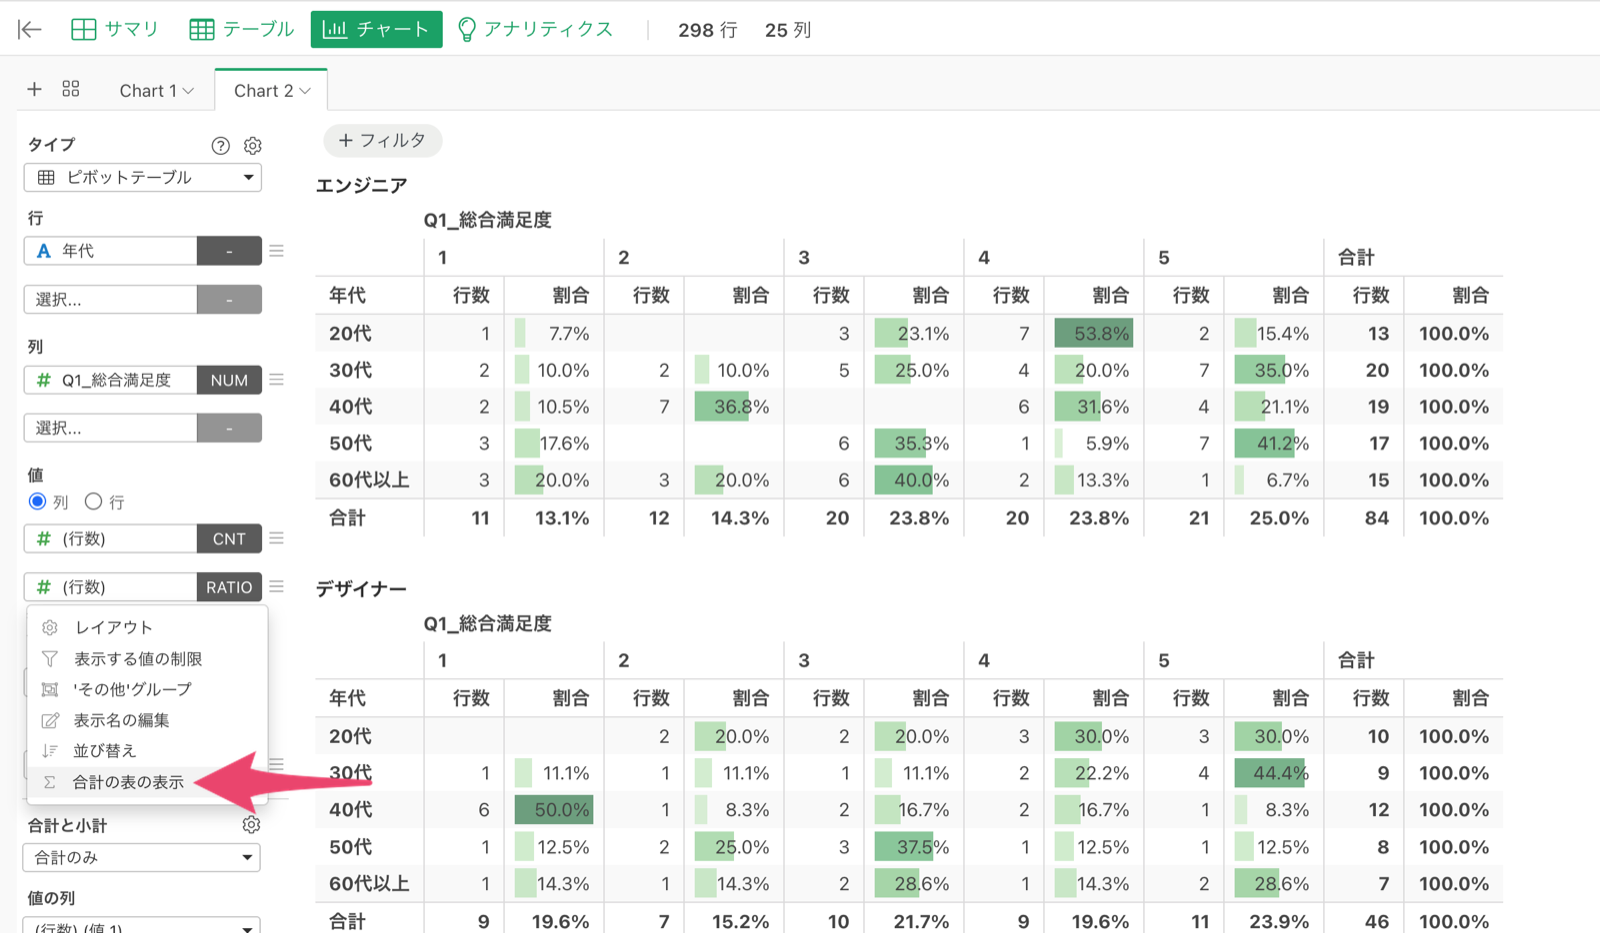 サマリ テーブル チャート アナリティクス 298 行 25 列
Chart 1 Chart 2
タイプ
ピボットテーブル
行
年代 -
選択... -
列
Q1_総合満足度 NUM
選択... -
値
列 行
(行数) CNT
(行数) RATIO
レイアウト
表示する値の制限
'その他'グループ
表示名の編集
並び替え
合計の表の表示
合計と小計
合計のみ
値の列
(行数) (値 1)
+ フィルタ
エンジニア
Q1_総合満足度
1 2 3 4 5 合計
年代 行数 割合 行数 割合 行数 割合 行数 割合 行数 割合 行数 割合
20代 1 7.7% 3 23.1% 7 53.8% 2 15.4% 13 100.0%
30代 2 10.0% 2 10.0% 5 25.0% 4 20.0% 7 35.0% 20 100.0%
40代 2 10.5% 7 36.8% 6 31.6% 4 21.1% 19 100.0%
50代 3 17.6% 6 35.3% 1 5.9% 7 41.2% 17 100.0%
60代以上 3 20.0% 3 20.0% 6 40.0% 2 13.3% 1 6.7% 15 100.0%
合計 11 13.1% 12 14.3% 20 23.8% 20 23.8% 21 25.0% 84 100.0%
デザイナー
Q1_総合満足度
1 2 3 4 5 合計
年代 行数 割合 行数 割合 行数 割合 行数 割合 行数 割合 行数 割合
20代 2 20.0% 2 20.0% 3 30.0% 3 30.0% 10 100.0%
30代 1 11.1% 1 11.1% 1 11.1% 2 22.2% 4 44.4% 9 100.0%
40代 6 50.0% 1 8.3% 2 16.7% 2 16.7% 1 8.3% 12 100.0%
50代 1 12.5% 2 25.0% 3 37.5% 1 12.5% 1 12.5% 8 100.0%
60代以上 1 14.3% 1 14.3% 2 28.6% 1 14.3% 2 28.6% 7 100.0%
合計 9 19.6% 7 15.2% 10 21.7% 9 19.6% 11 23.9% 46 100.0%